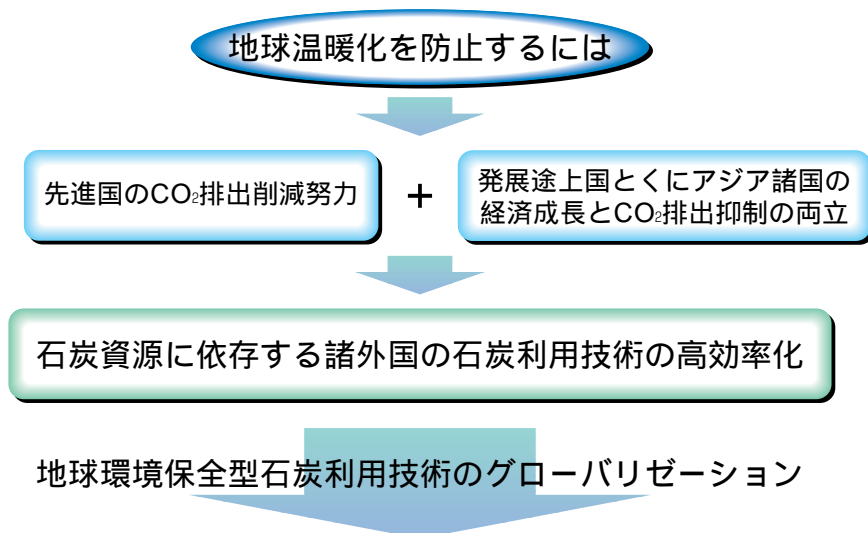 地球温暖化を防止するには
先進国のCO₂排出削減努力
+
発展途上国とくにアジア諸国の
経済成長とCO₂排出抑制の両立
石炭資源に依存する諸外国の石炭利用技術の高効率化
地球環境保全型石炭利用技術のグローバリゼーション